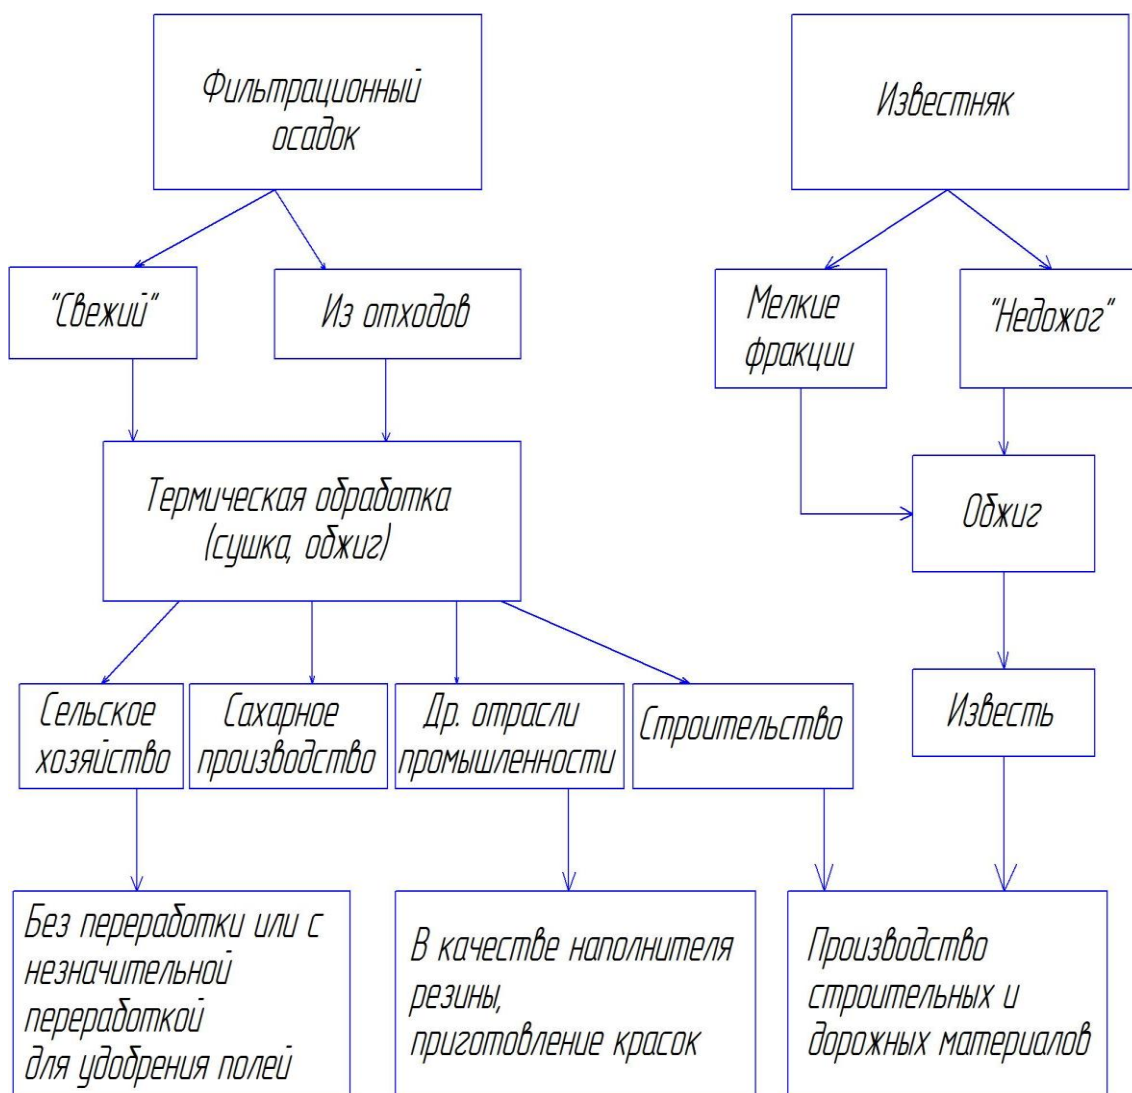 Фильтрационный
осадок
Известняк
"Свежий"
Из отходов
Мелкие
фракции
"Недожог"
Термическая обработка
(сушка, обжиг)
Обжиг
Сельское
хозяйство
Сахарное
производство
Др. отрасли
промышленности
Строительство
Известь
Без переработки или с
незначительной
переработкой
для удобрения полей
В качестве наполнителя
резины,
приготовление красок
Производство
строительных и
дорожных материалов